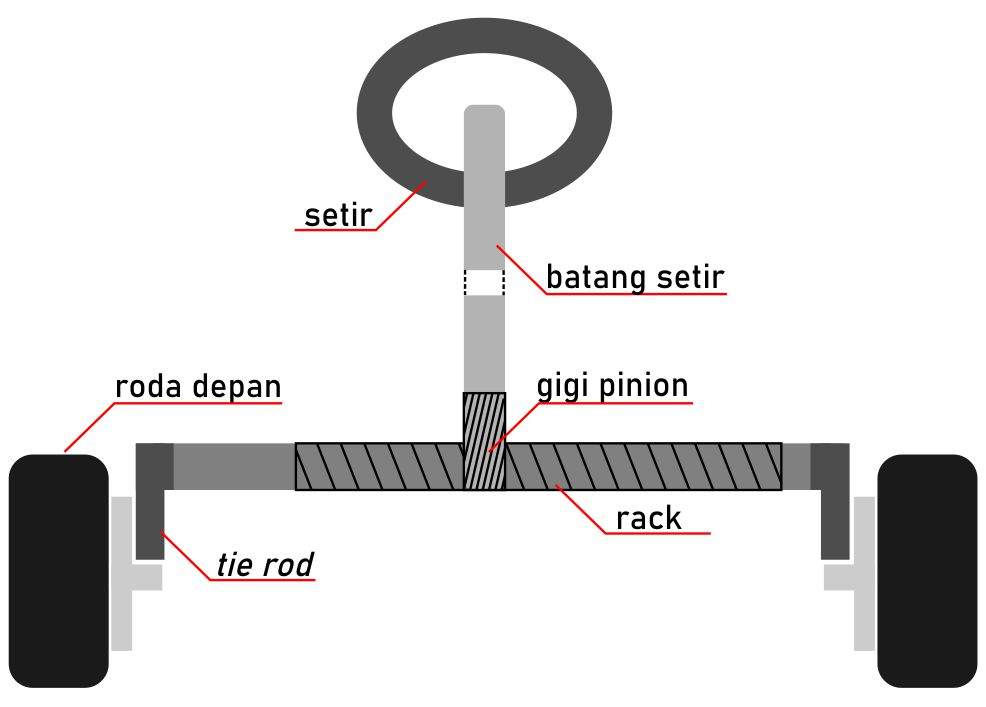 setir
batang setir
roda depan
gigi pinion
rack
tie rod